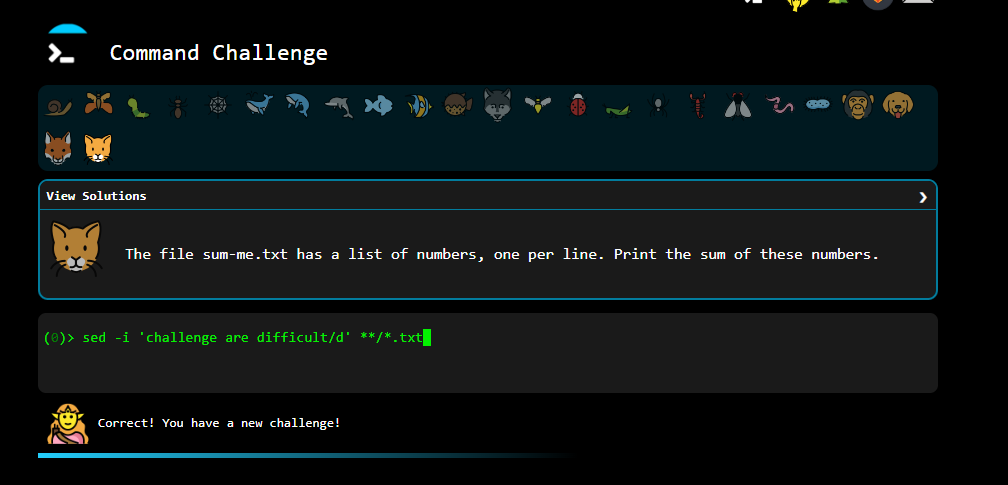 Command Challenge
View Solutions
The file sum-me.txt has a list of numbers, one per line. Print the sum of these numbers.
(0)> sed -i 'challenge are difficult/d' **/*.txt
Correct! You have a new challenge!